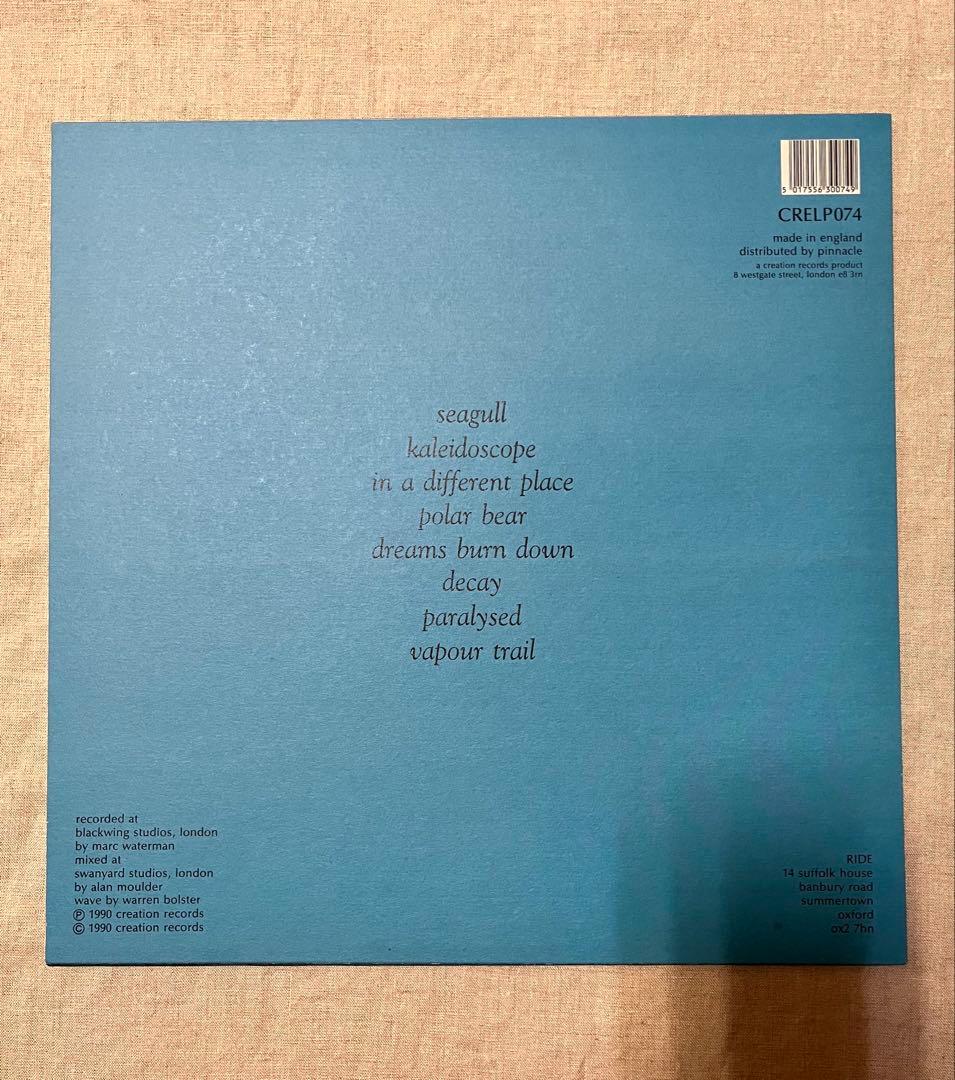 5 017556 300749
CRELP074
made in england
distributed by pinnacle
a creation records product
8 westgate street, london e8 3rn
seagull
kaleidoscope
in a different place
polar bear
dreams burn down
decay
paralysed
vapour trail
recorded at
blackwing studios, london
by marc waterman
mixed at
swanyard studios, london
by alan moulder
wave by warren bolster
℗ 1990 creation records
© 1990 creation records
RIDE
14 suffolk house
banbury road
summertown
oxford
ox2 7hn